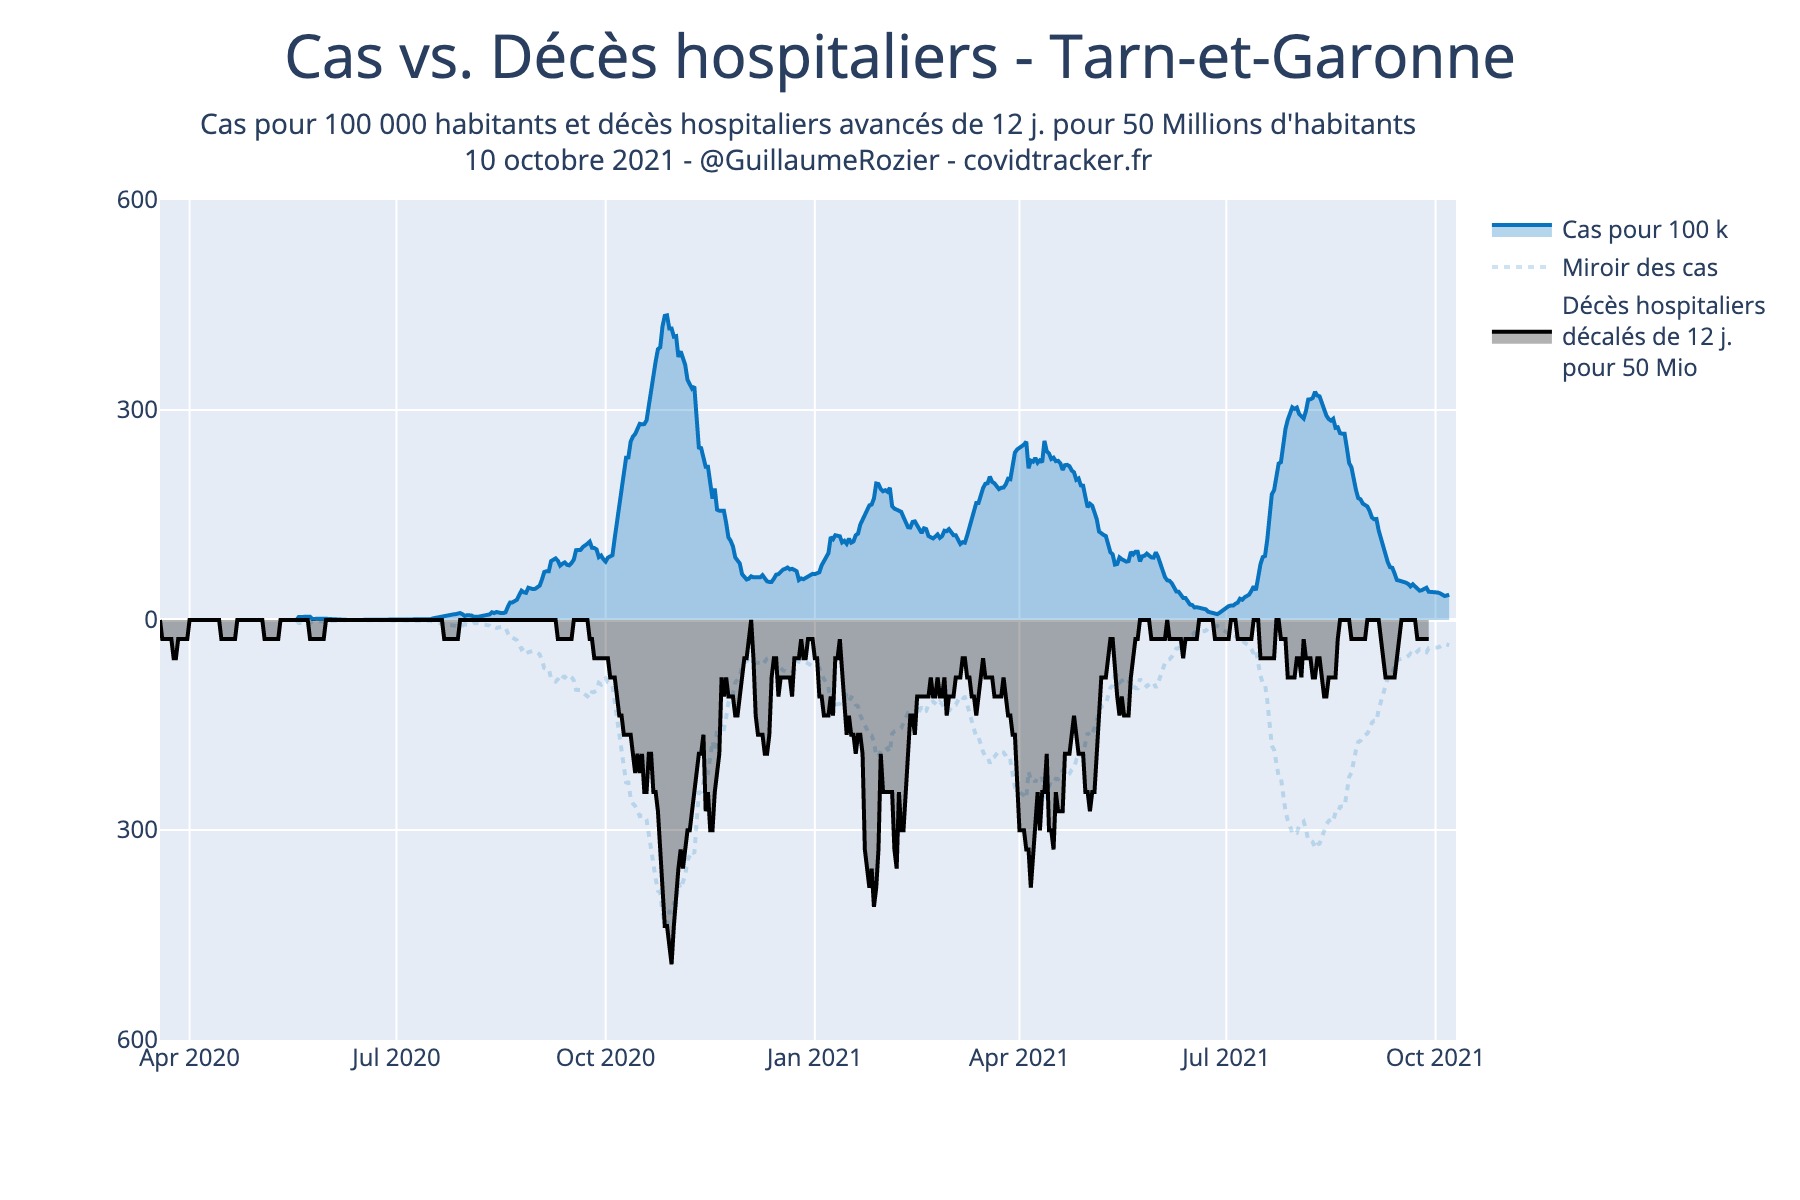 Cas vs. Décès hospitaliers - Tarn-et-Garonne
Cas pour 100 000 habitants et décès hospitaliers avancés de 12 j. pour 50 Millions d'habitants
10 octobre 2021 - @GuillaumeRozier - covidtracker.fr
600
300
0
300
600
Apr 2020
Jul 2020
Oct 2020
Jan 2021
Apr 2021
Jul 2021
Oct 2021
Cas pour 100 k
Miroir des cas
Décès hospitaliers
décalés de 12 j.
pour 50 Mio